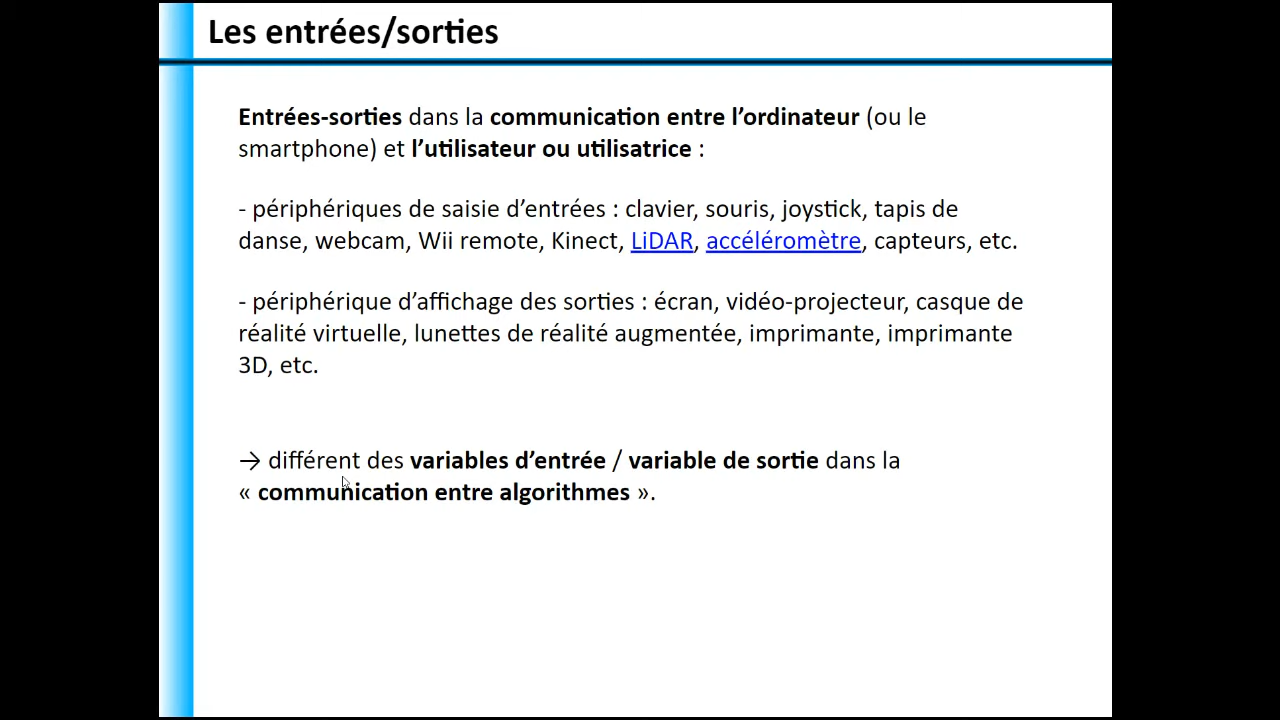 Les entrées/sorties
Entrées-sorties dans la communication entre l’ordinateur (ou le
smartphone) et l’utilisateur ou utilisatrice :
- périphériques de saisie d’entrées : clavier, souris, joystick, tapis de
danse, webcam, Wii remote, Kinect, LiDAR, accéléromètre, capteurs, etc.
- périphérique d’affichage des sorties : écran, vidéo-projecteur, casque de
réalité virtuelle, lunettes de réalité augmentée, imprimante, imprimante
3D, etc.
→ différent des variables d’entrée / variable de sortie dans la
« communication entre algorithmes ».